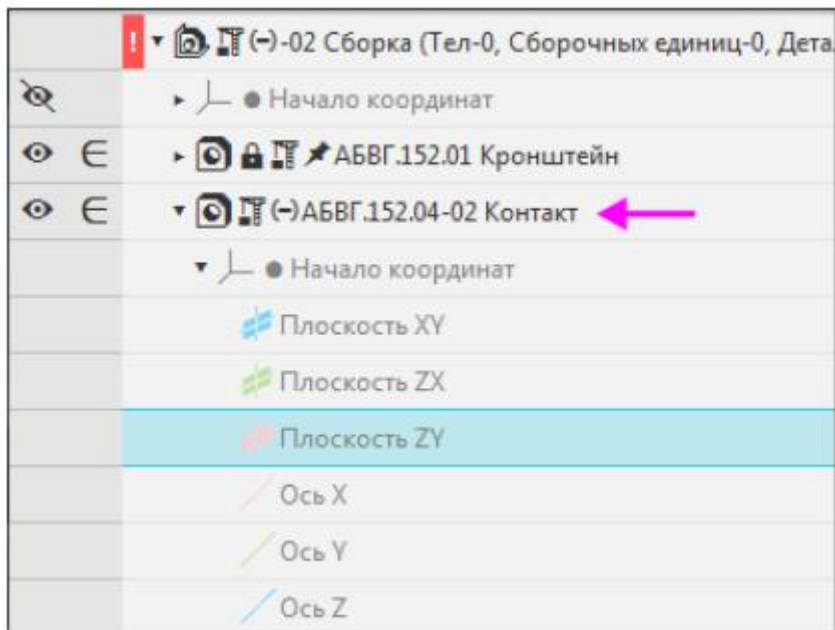 ! (-)-02 Сборка (Тел-0, Сборочных единиц-0, Дета
Начало координат
АБВГ.152.01 Кронштейн
(-)АБВГ.152.04-02 Контакт
Начало координат
Плоскость XY
Плоскость ZX
Плоскость ZY
Ось X
Ось Y
Ось Z